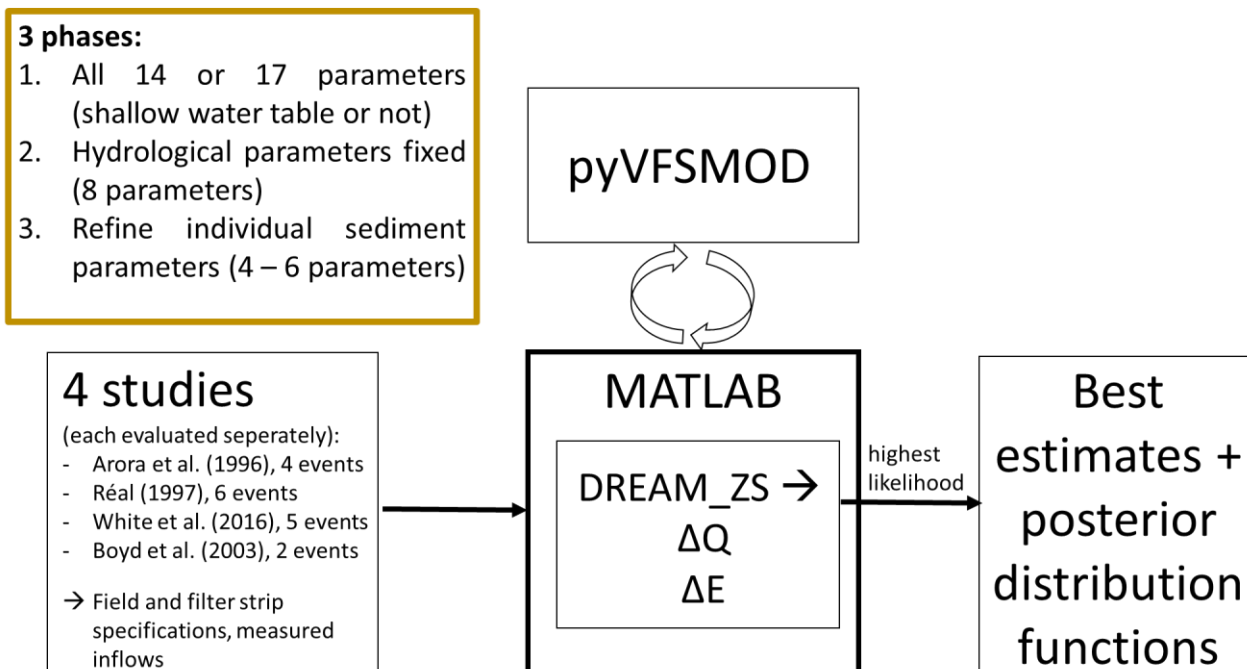 3 phases:
1. All 14 or 17 parameters
(shallow water table or not)
2. Hydrological parameters fixed
(8 parameters)
3. Refine individual sediment
parameters (4 – 6 parameters)
pyVFSMOD
4 studies
(each evaluated seperately):
- Arora et al. (1996), 4 events
- Réal (1997), 6 events
- White et al. (2016), 5 events
- Boyd et al. (2003), 2 events
→ Field and filter strip
specifications, measured
inflows
MATLAB
DREAM_ZS →
ΔQ
ΔE
highest
likelihood
Best
estimates +
posterior
distribution
functions